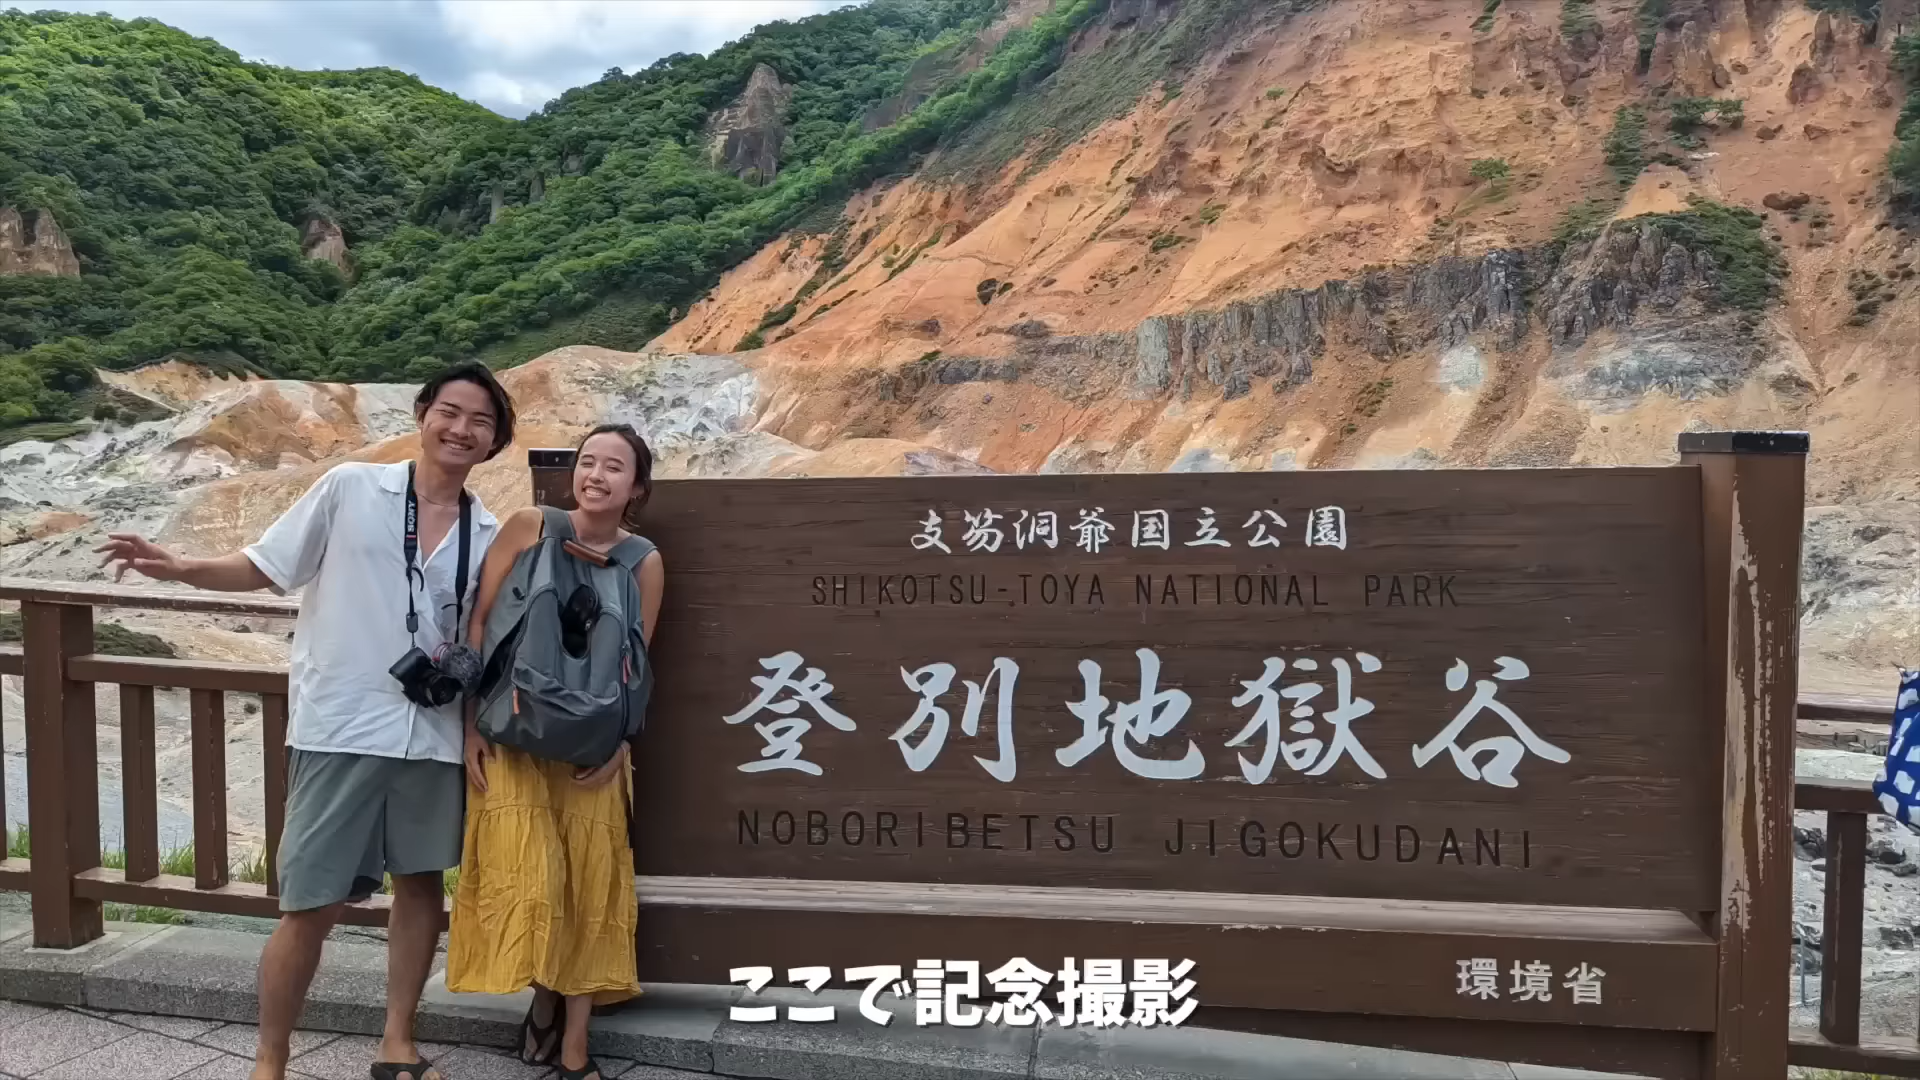 支笏洞爺国立公園
SHIKOTSU-TOYA NATIONAL PARK
登別地獄谷
NOBORIBETSU JIGOKUDANI
環境省
SONY
ここで記念撮影